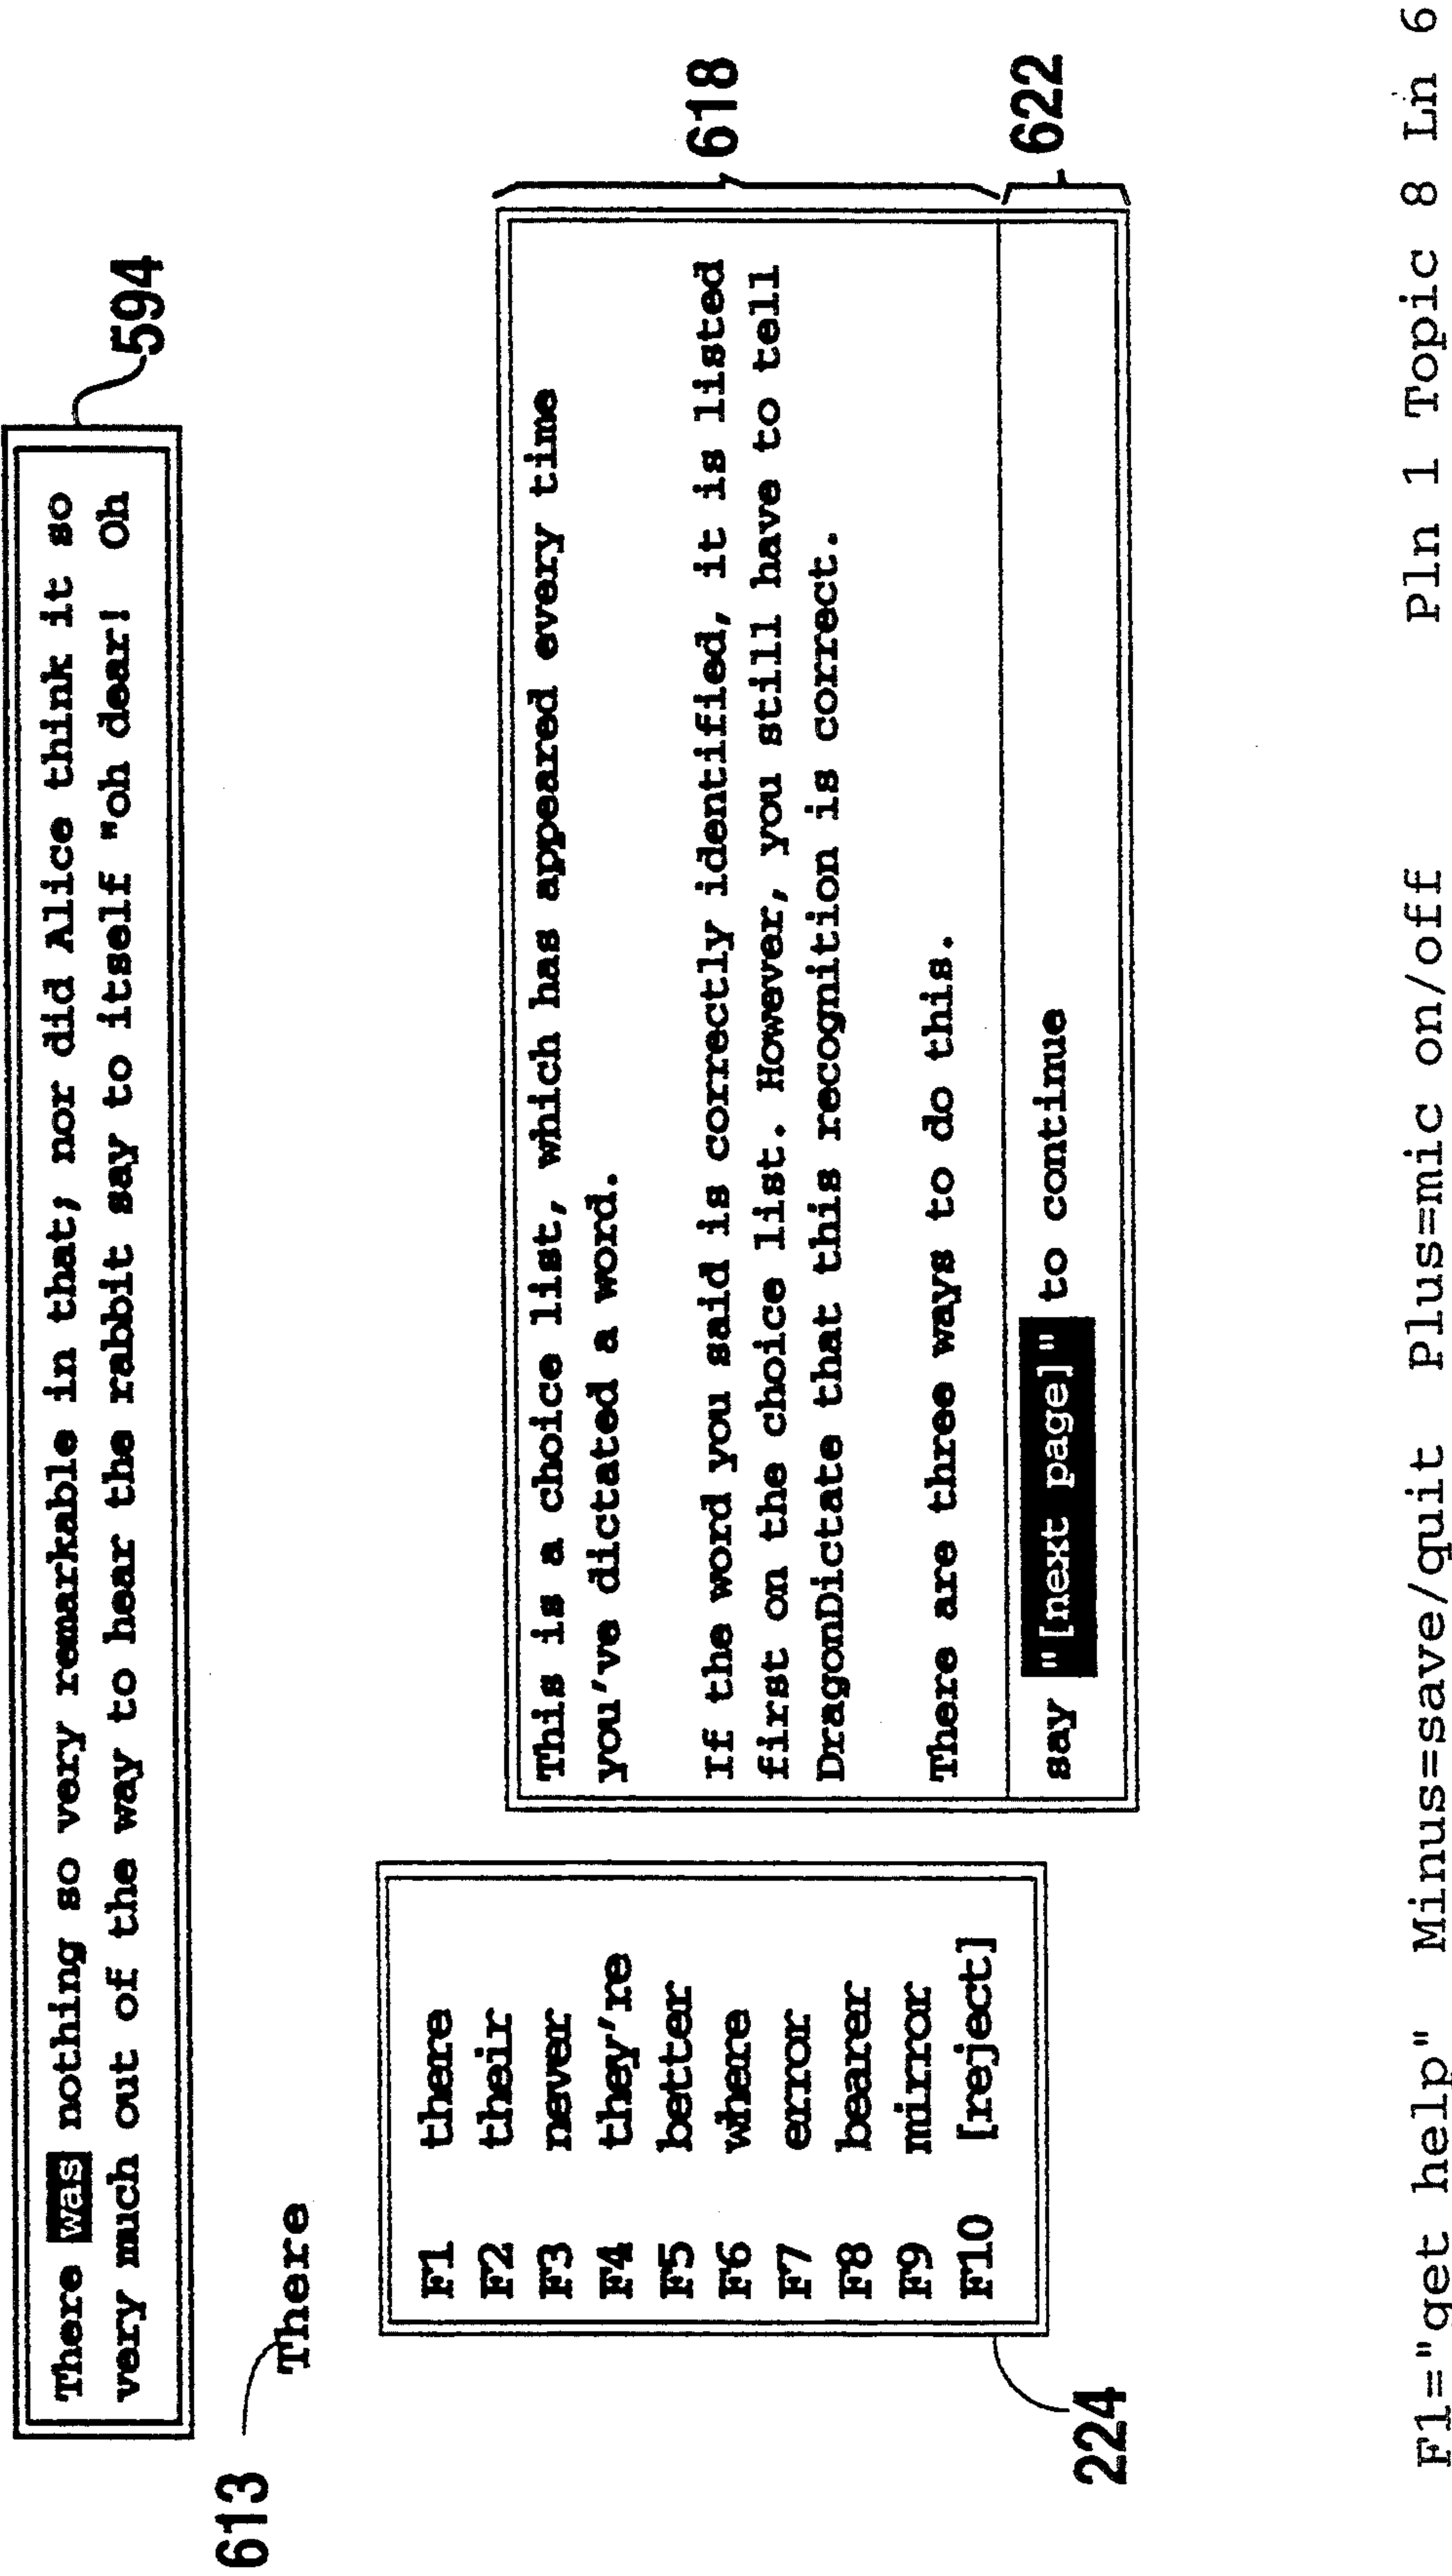 There was nothing so very remarkable in that; nor did Alice think it so
very much out of the way to hear the rabbit say to itself "oh dear! Oh
594
613
There
F1 there
F2 their
F3 never
F4 they're
F5 better
F6 where
F7 error
F8 bearer
F9 mirror
F10 [reject]
224
This is a choice list, which has appeared every time
you've dictated a word.
If the word you said is correctly identified, it is listed
first on the choice list. However, you still have to tell
DragonDictate that this recognition is correct.
There are three ways to do this.
618
say "[next page]" to continue
622
F1="get help" Minus=save/quit Plus=mic on/off Pln 1 Topic 8 Ln 6